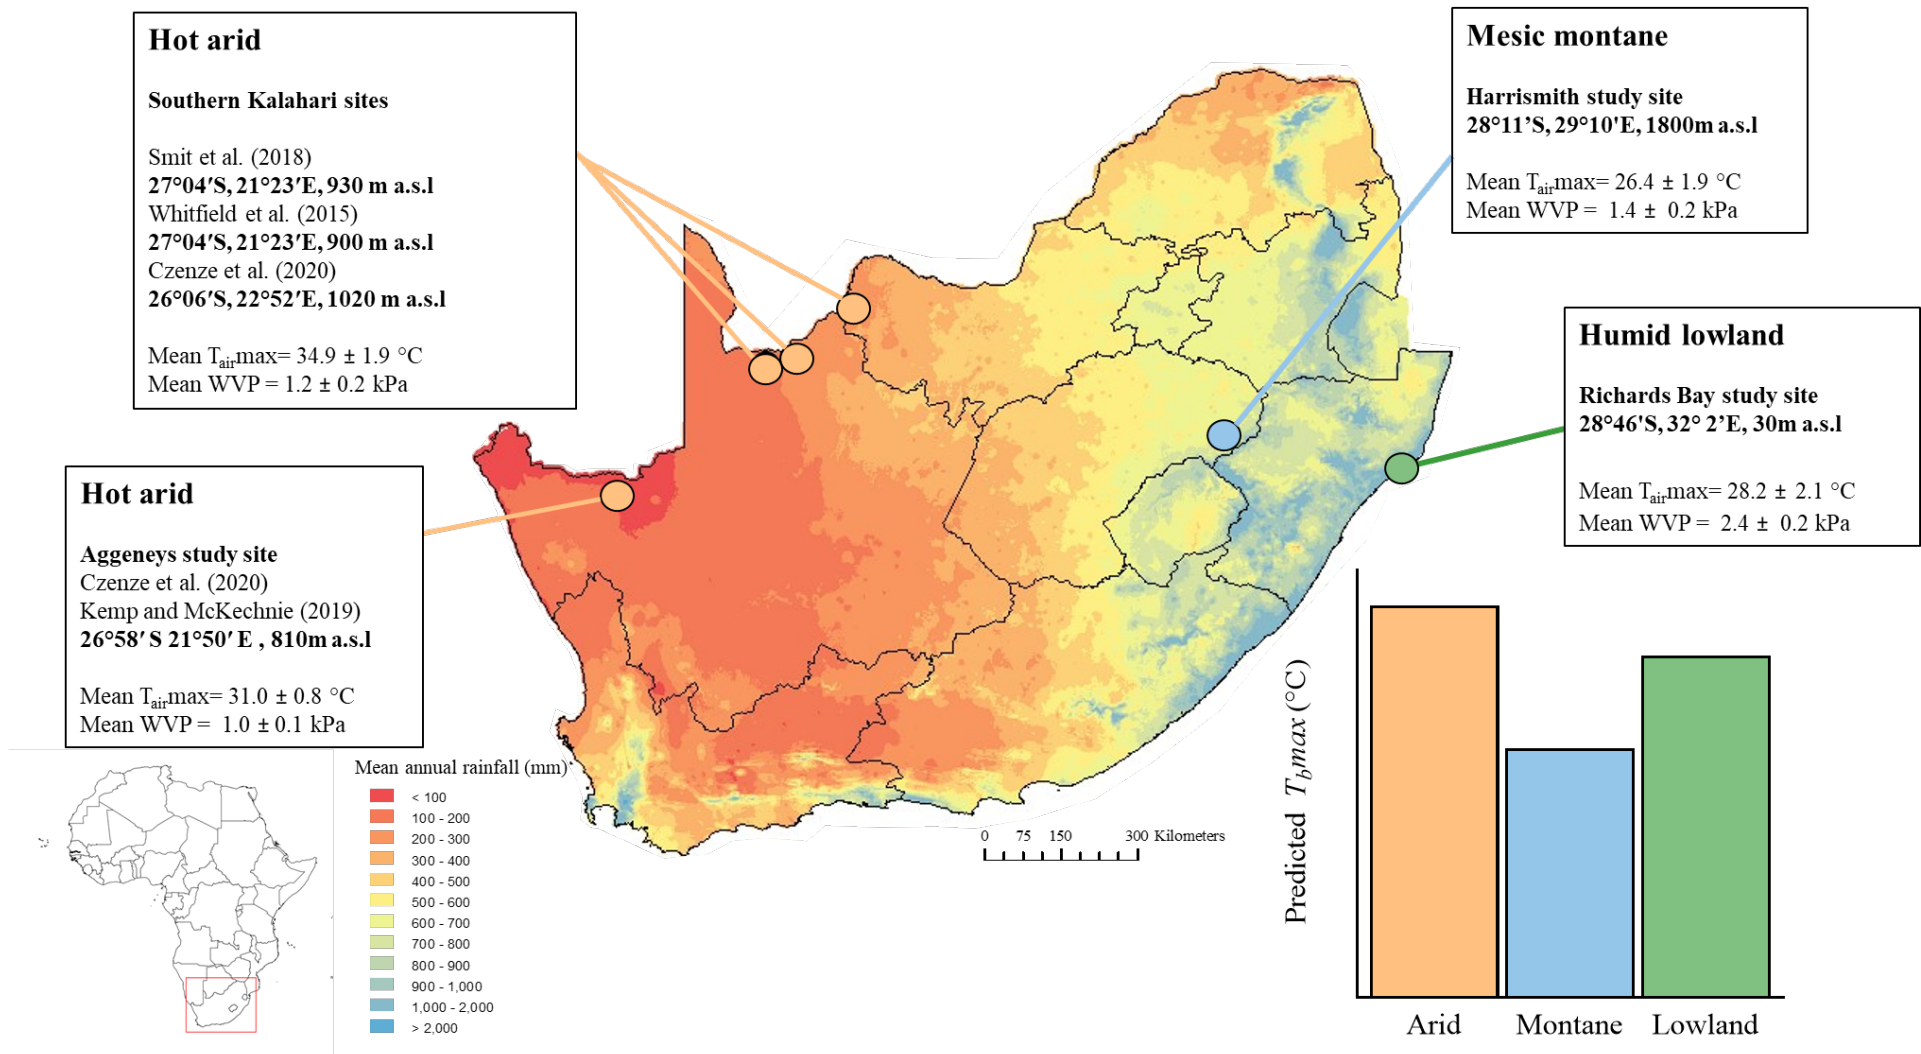 Hot arid
Southern Kalahari sites
Smit et al. (2018)
27°04′S, 21°23′E, 930 m a.s.l
Whitfield et al. (2015)
27°04′S, 21°23′E, 900 m a.s.l
Czenze et al. (2020)
26°06′S, 22°52′E, 1020 m a.s.l
Mean Tairmax= 34.9 ± 1.9 °C
Mean WVP = 1.2 ± 0.2 kPa
Mesic montane
Harrismith study site
28°11’S, 29°10'E, 1800m a.s.l
Mean Tairmax= 26.4 ± 1.9 °C
Mean WVP = 1.4 ± 0.2 kPa
Humid lowland
Richards Bay study site
28°46'S, 32° 2’E, 30m a.s.l
Mean Tairmax= 28.2 ± 2.1 °C
Mean WVP = 2.4 ± 0.2 kPa
Hot arid
Aggeneys study site
Czenze et al. (2020)
Kemp and McKechnie (2019)
26°58′ S 21°50′ E , 810m a.s.l
Mean Tairmax= 31.0 ± 0.8 °C
Mean WVP = 1.0 ± 0.1 kPa
Mean annual rainfall (mm)
< 100
100 - 200
200 - 300
300 - 400
400 - 500
500 - 600
600 - 700
700 - 800
800 - 900
900 - 1,000
1,000 - 2,000
> 2,000
0 75 150 300 Kilometers
Predicted Tbmax (°C)
Arid Montane Lowland